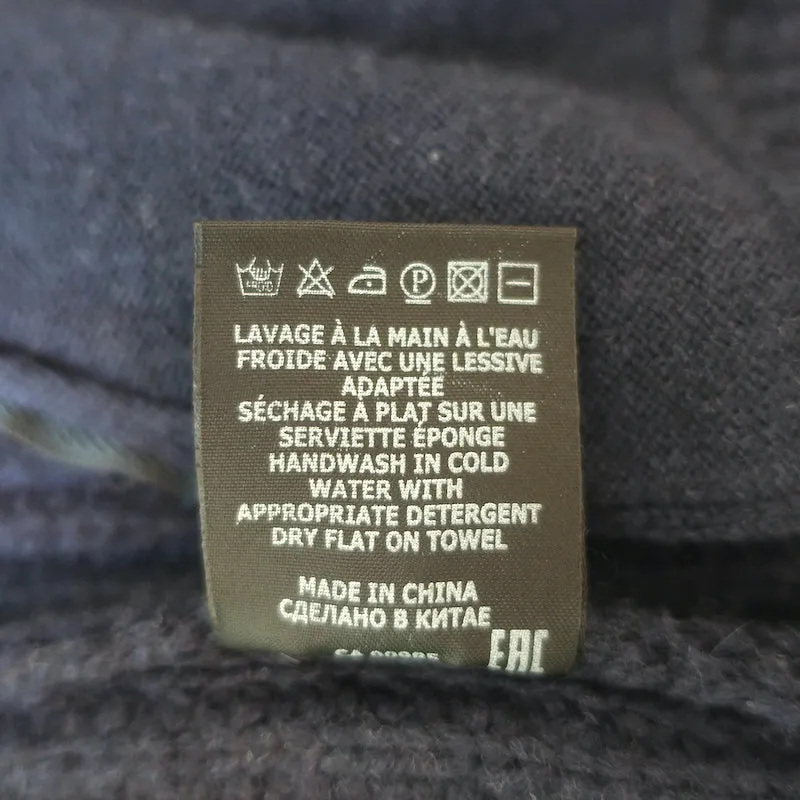 P
LAVAGE À LA MAIN À L'EAU
FROIDE AVEC UNE LESSIVE
ADAPTÉE
SÉCHAGE À PLAT SUR UNE
SERVIETTE ÉPONGE
HANDWASH IN COLD
WATER WITH
APPROPRIATE DETERGENT
DRY FLAT ON TOWEL
MADE IN CHINA
СДЕЛАНО В КИТАЕ
EAC